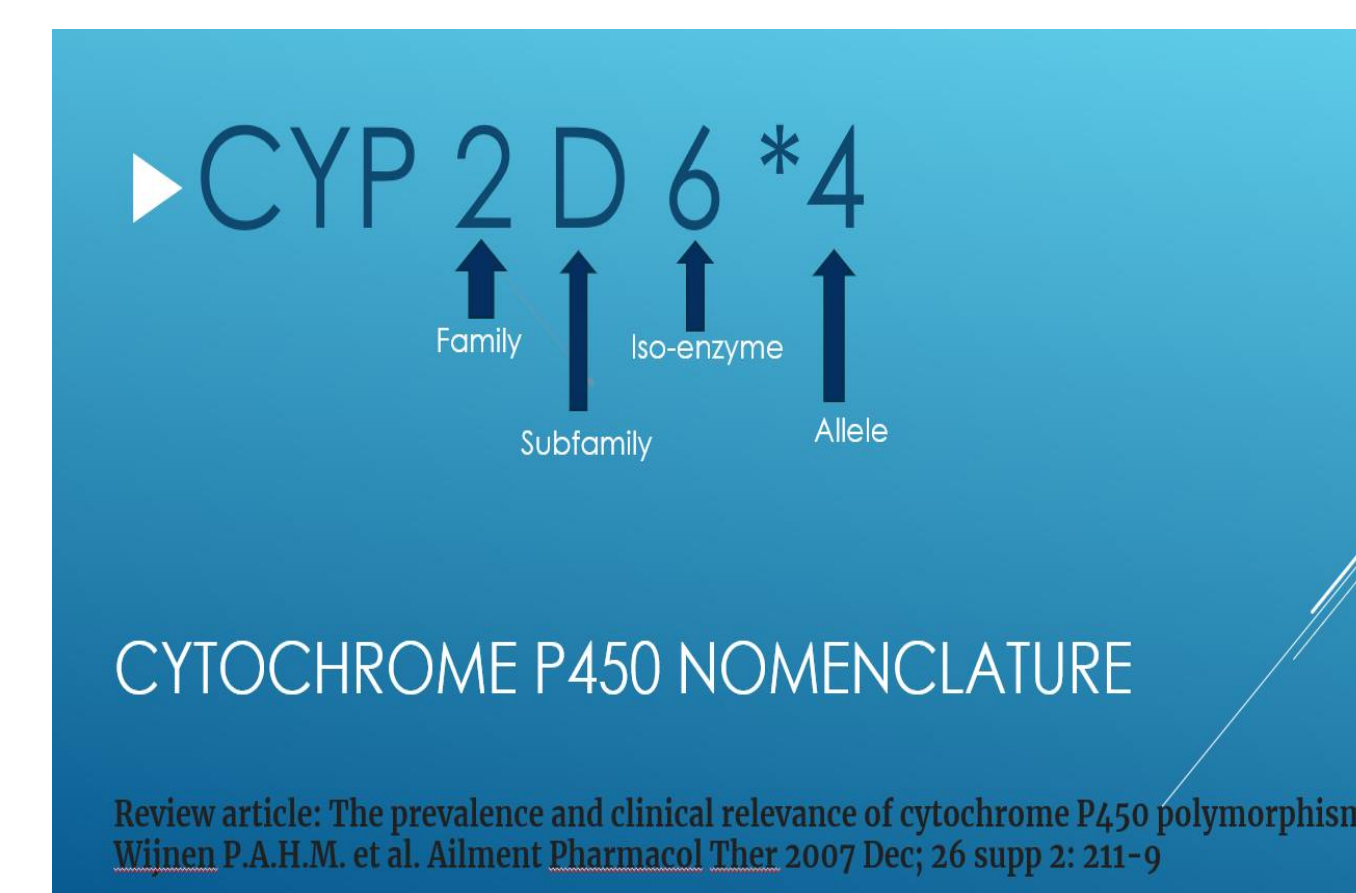 CYP 2 D 6 *4
Family
Iso-enzyme
Subfamily
Allele
CYTOCHROME P450 NOMENCLATURE
Review article: The prevalence and clinical relevance of cytochrome P450 polymorphism
Wijnen P.A.H.M. et al. Ailment Pharmacol Ther 2007 Dec; 26 supp 2: 211-9